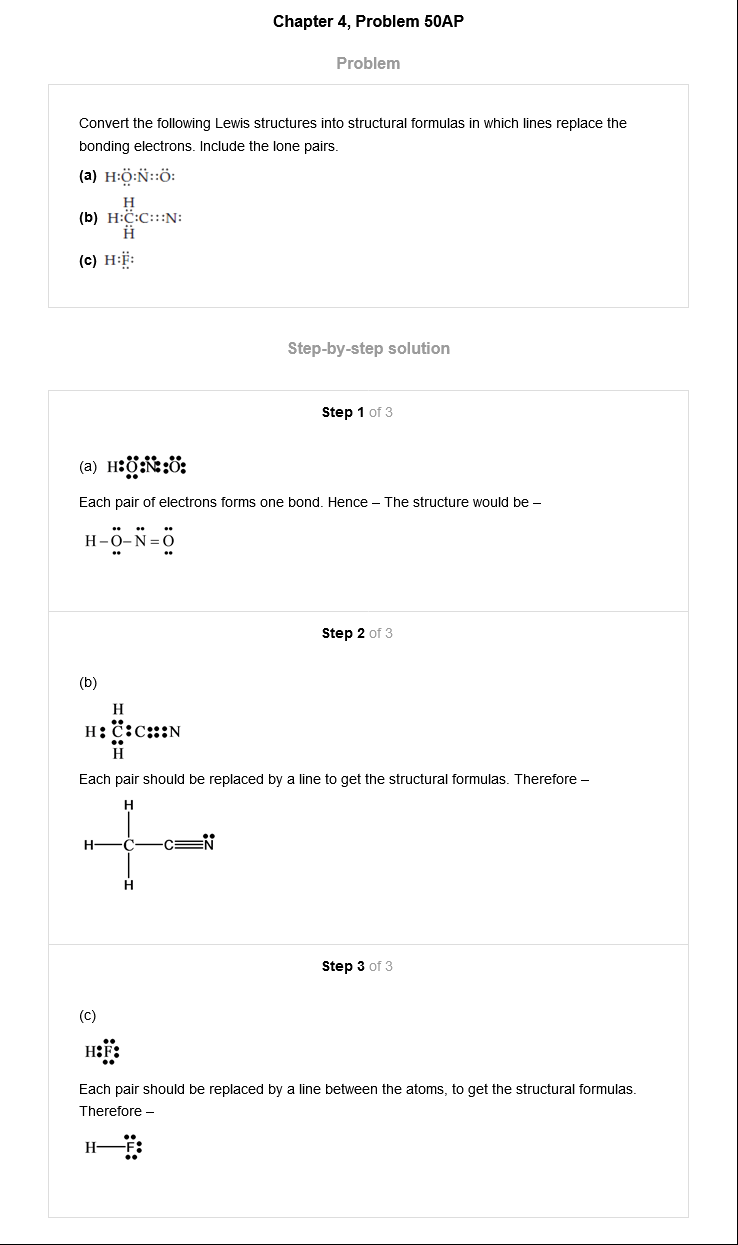 Chapter 4, Problem 50AP
Problem
Convert the following Lewis structures into structural formulas in which lines replace the
bonding electrons. Include the lone pairs.
(a) H:Ö̤:N̈::Ö:
H
(b) H:C̈:C:::N:
Ḧ
(c) H:F̤̈:
Step-by-step solution
Step 1 of 3
(a) H:Ö̤:N̈::Ö:
Each pair of electrons forms one bond. Hence – The structure would be –
H–Ö̤–N̈=Ö̤
Step 2 of 3
(b)
H
H:C̤̈:C:::N
H
Each pair should be replaced by a line to get the structural formulas. Therefore –
H
H—C—C≡N̈
H
Step 3 of 3
(c)
H:F̤̈:
Each pair should be replaced by a line between the atoms, to get the structural formulas.
Therefore –
H—F̤̈: